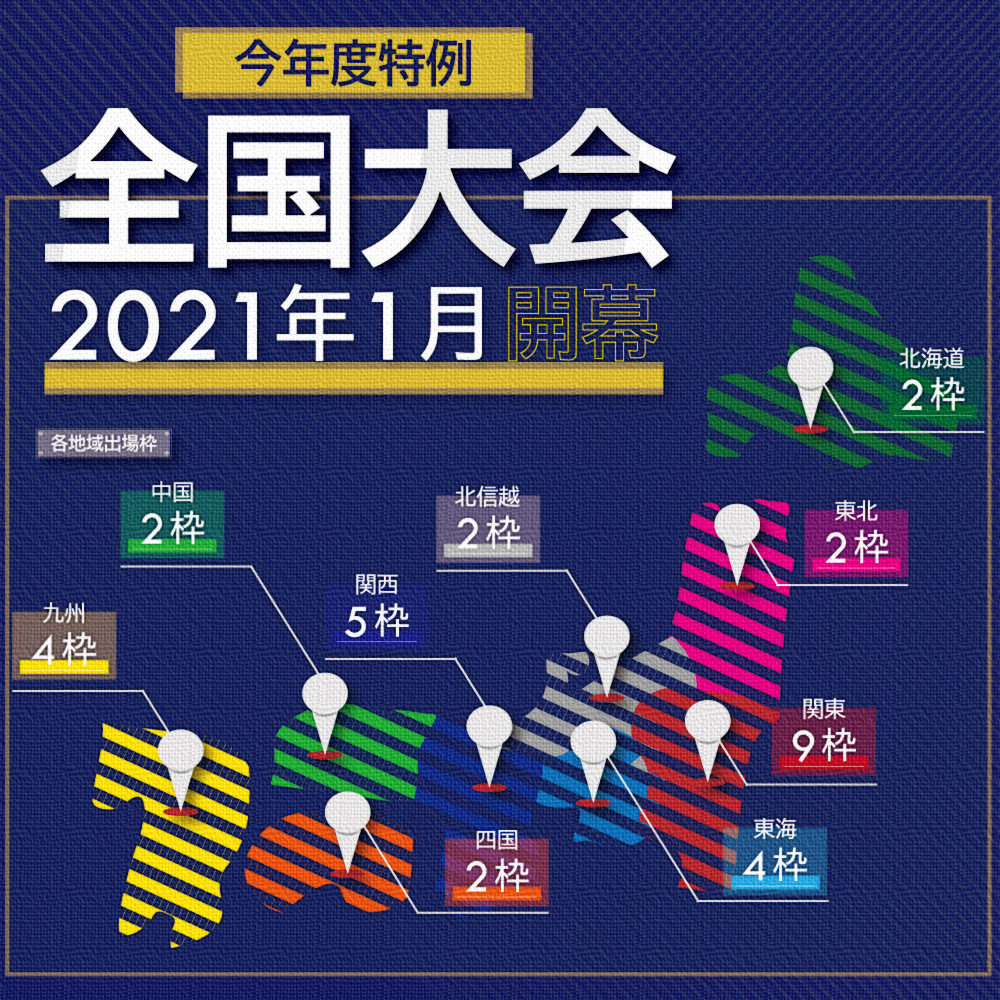 今年度特例
全国大会
2021年1月 開幕
各地域出場枠
北海道
2枠
中国
2枠
北信越
2枠
東北
2枠
関西
5枠
九州
4枠
関東
9枠
四国
2枠
東海
4枠